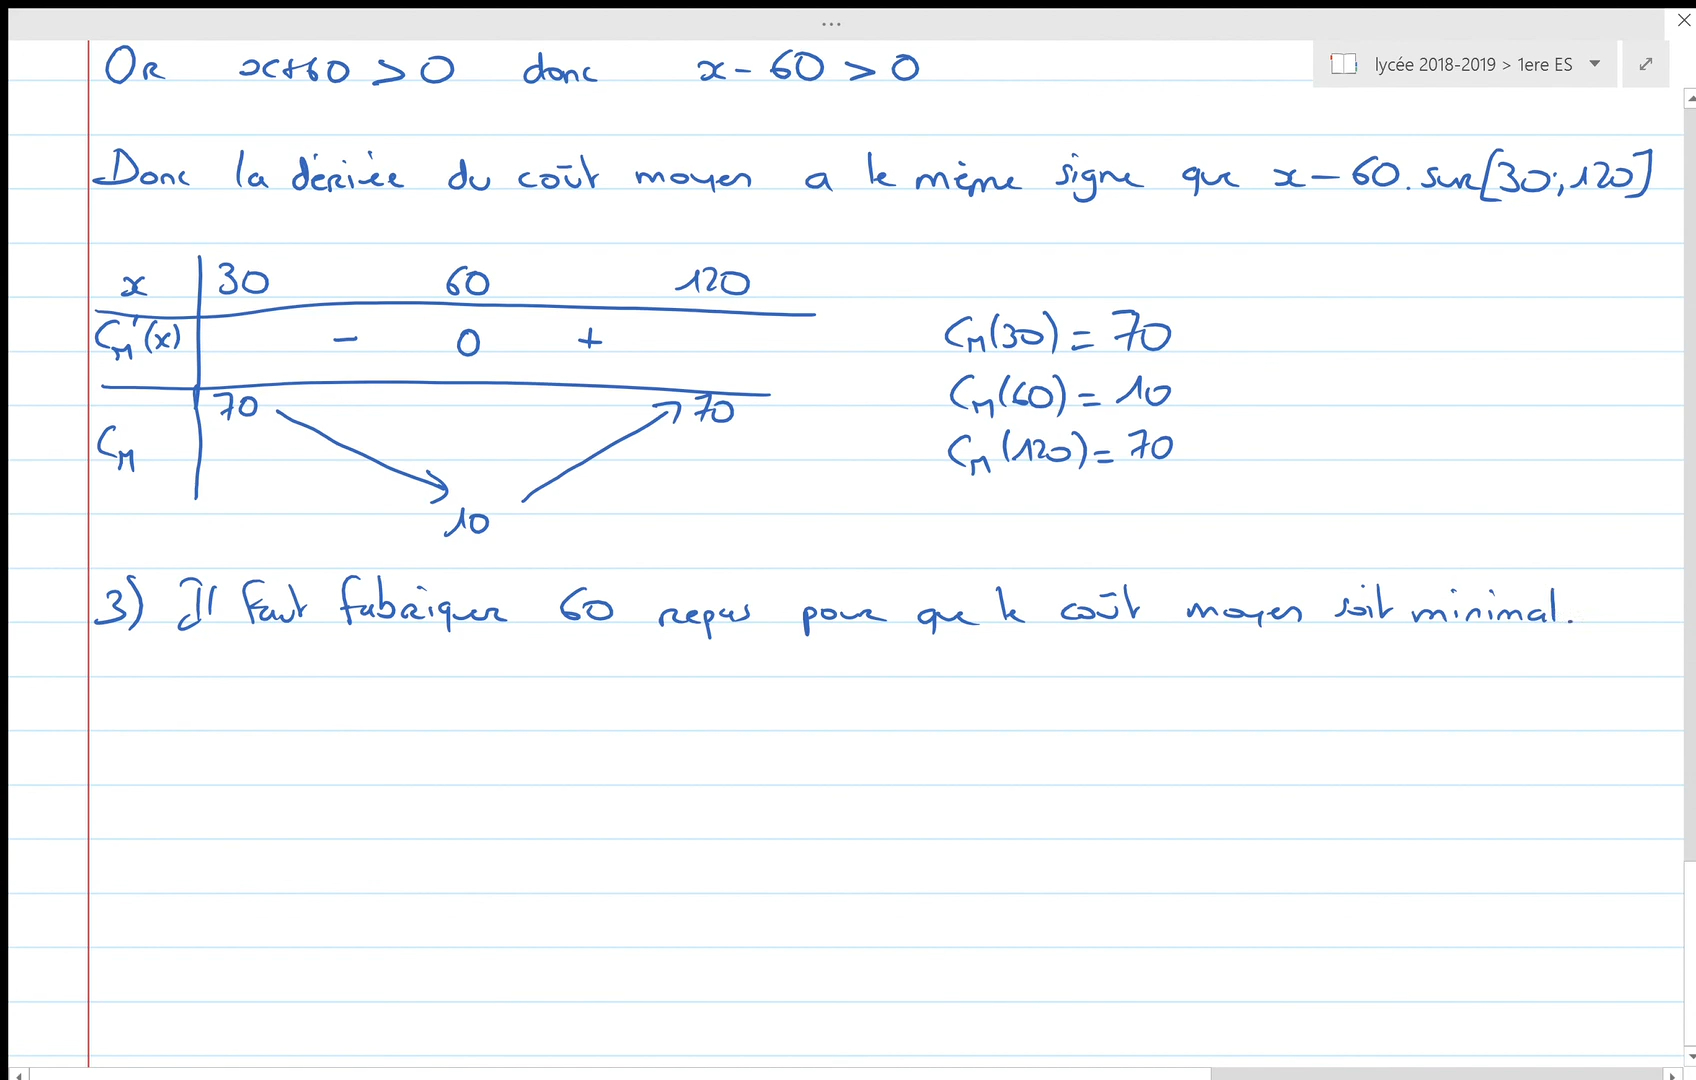 ...
lycée 2018-2019 > 1ere ES
Or x+60 > 0 donc x - 60 > 0
Donc la dérivée du coût moyen a le même signe que x - 60. sur [30; 120]
x 30 60 120
C'M(x) - 0 +
CM 70 10 70
CM(30) = 70
CM(60) = 10
CM(120) = 70
3) Il faut fabriquer 60 repas pour que le coût moyen soit minimal.